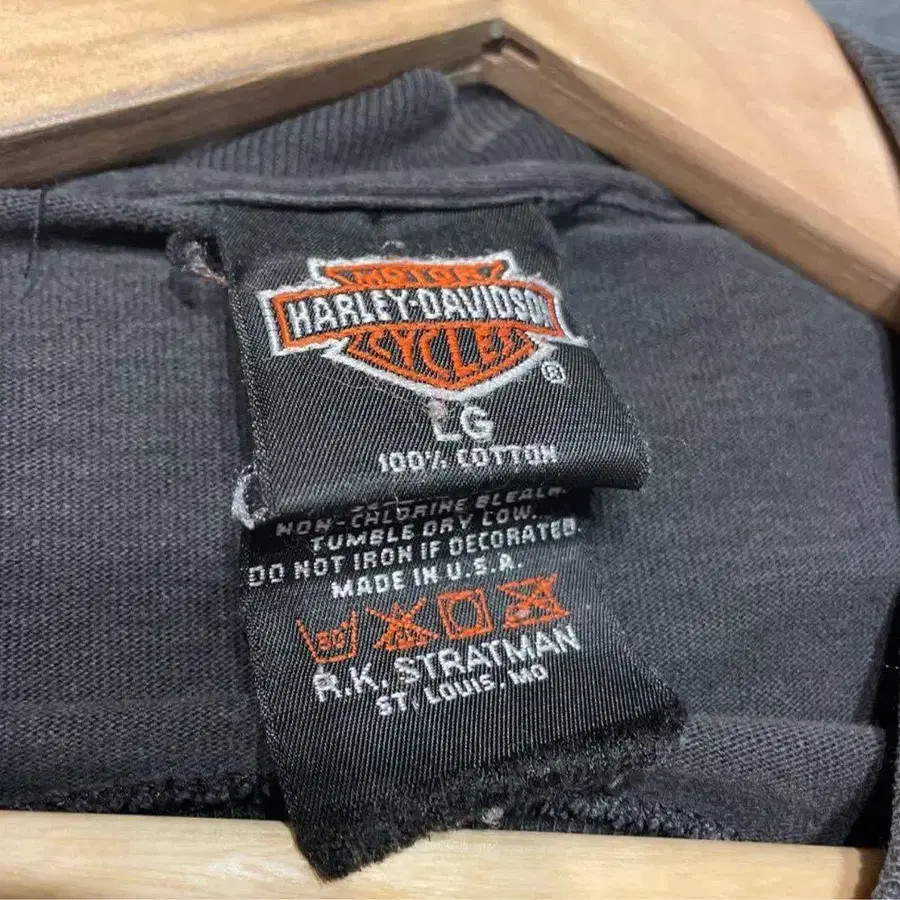 MOTOR
HARLEY-DAVIDSON
CYCLES
®
LG
100% COTTON
NON-CHLORINE BLEACH.
TUMBLE DRY LOW.
DO NOT IRON IF DECORATED.
MADE IN U.S.A.
R.K. STRATMAN
ST. LOUIS, MO